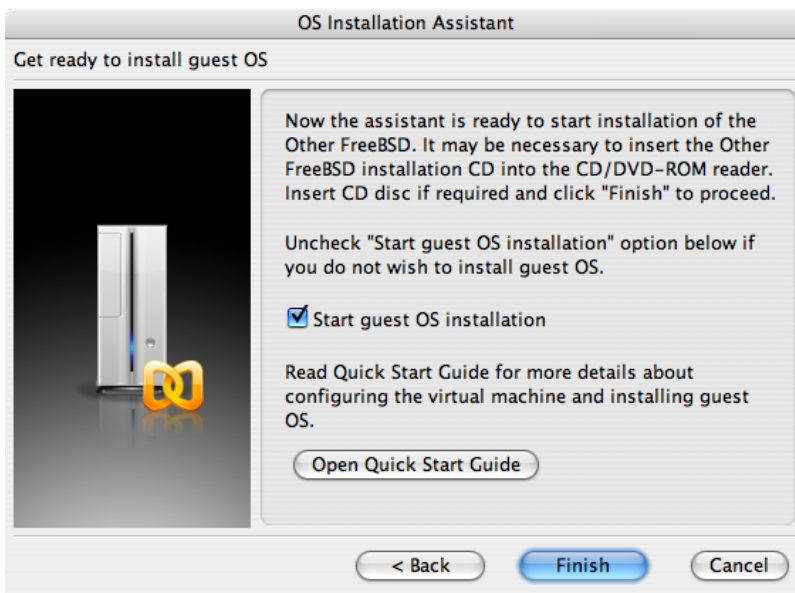 OS Installation Assistant
Get ready to install guest OS
Now the assistant is ready to start installation of the
Other FreeBSD. It may be necessary to insert the Other
FreeBSD installation CD into the CD/DVD-ROM reader.
Insert CD disc if required and click "Finish" to proceed.
Uncheck "Start guest OS installation" option below if
you do not wish to install guest OS.
Start guest OS installation
Read Quick Start Guide for more details about
configuring the virtual machine and installing guest
OS.
Open Quick Start Guide
< Back
Finish
Cancel